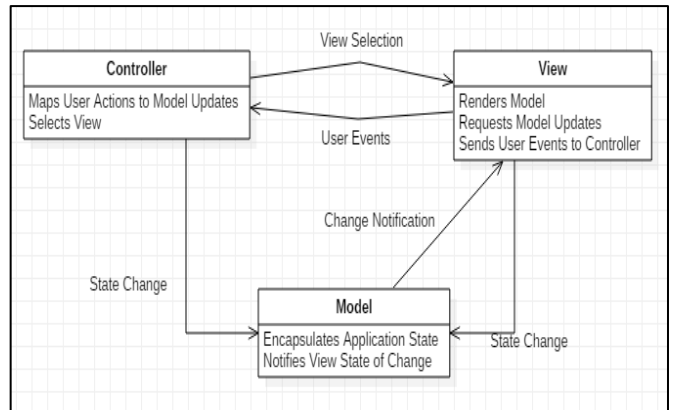 View Selection
Controller
Maps User Actions to Model Updates
Selects View
View
Renders Model
Requests Model Updates
Sends User Events to Controller
User Events
Change Notification
State Change
Model
Encapsulates Application State
Notifies View State of Change
State Change